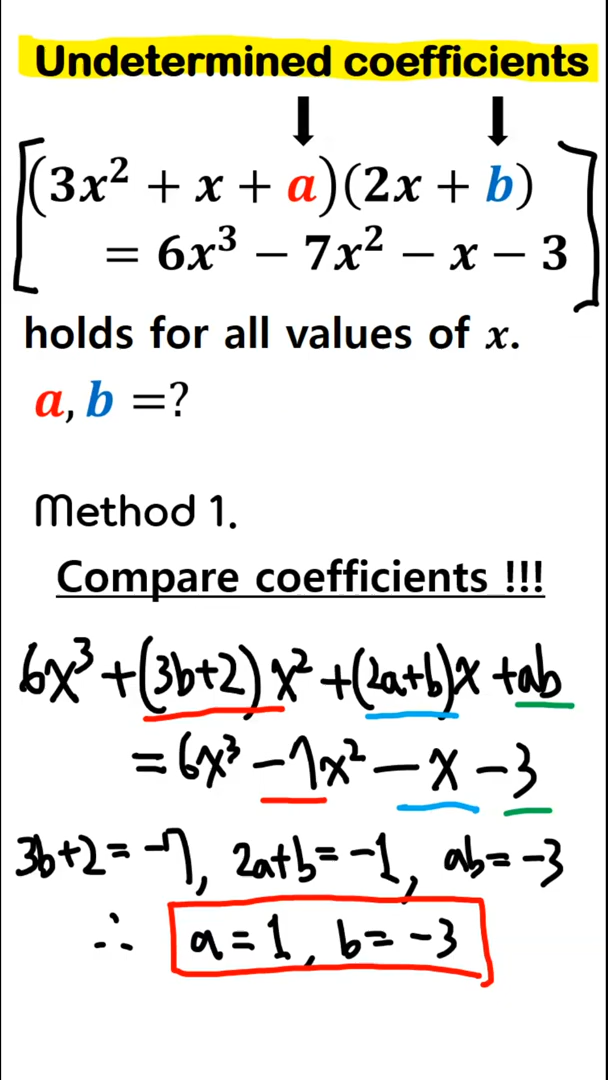 Undetermined coefficients
(3x² + x + a)(2x + b)
= 6x³ − 7x² − x − 3
holds for all values of x.
a, b =?
Method 1.
Compare coefficients !!!
6x³ +(3b+2) x² +(2a+b)x +ab
= 6x³ −7x² −x −3
3b+2 = −7, 2a+b = −1, ab = −3
∴ a = 1, b = −3